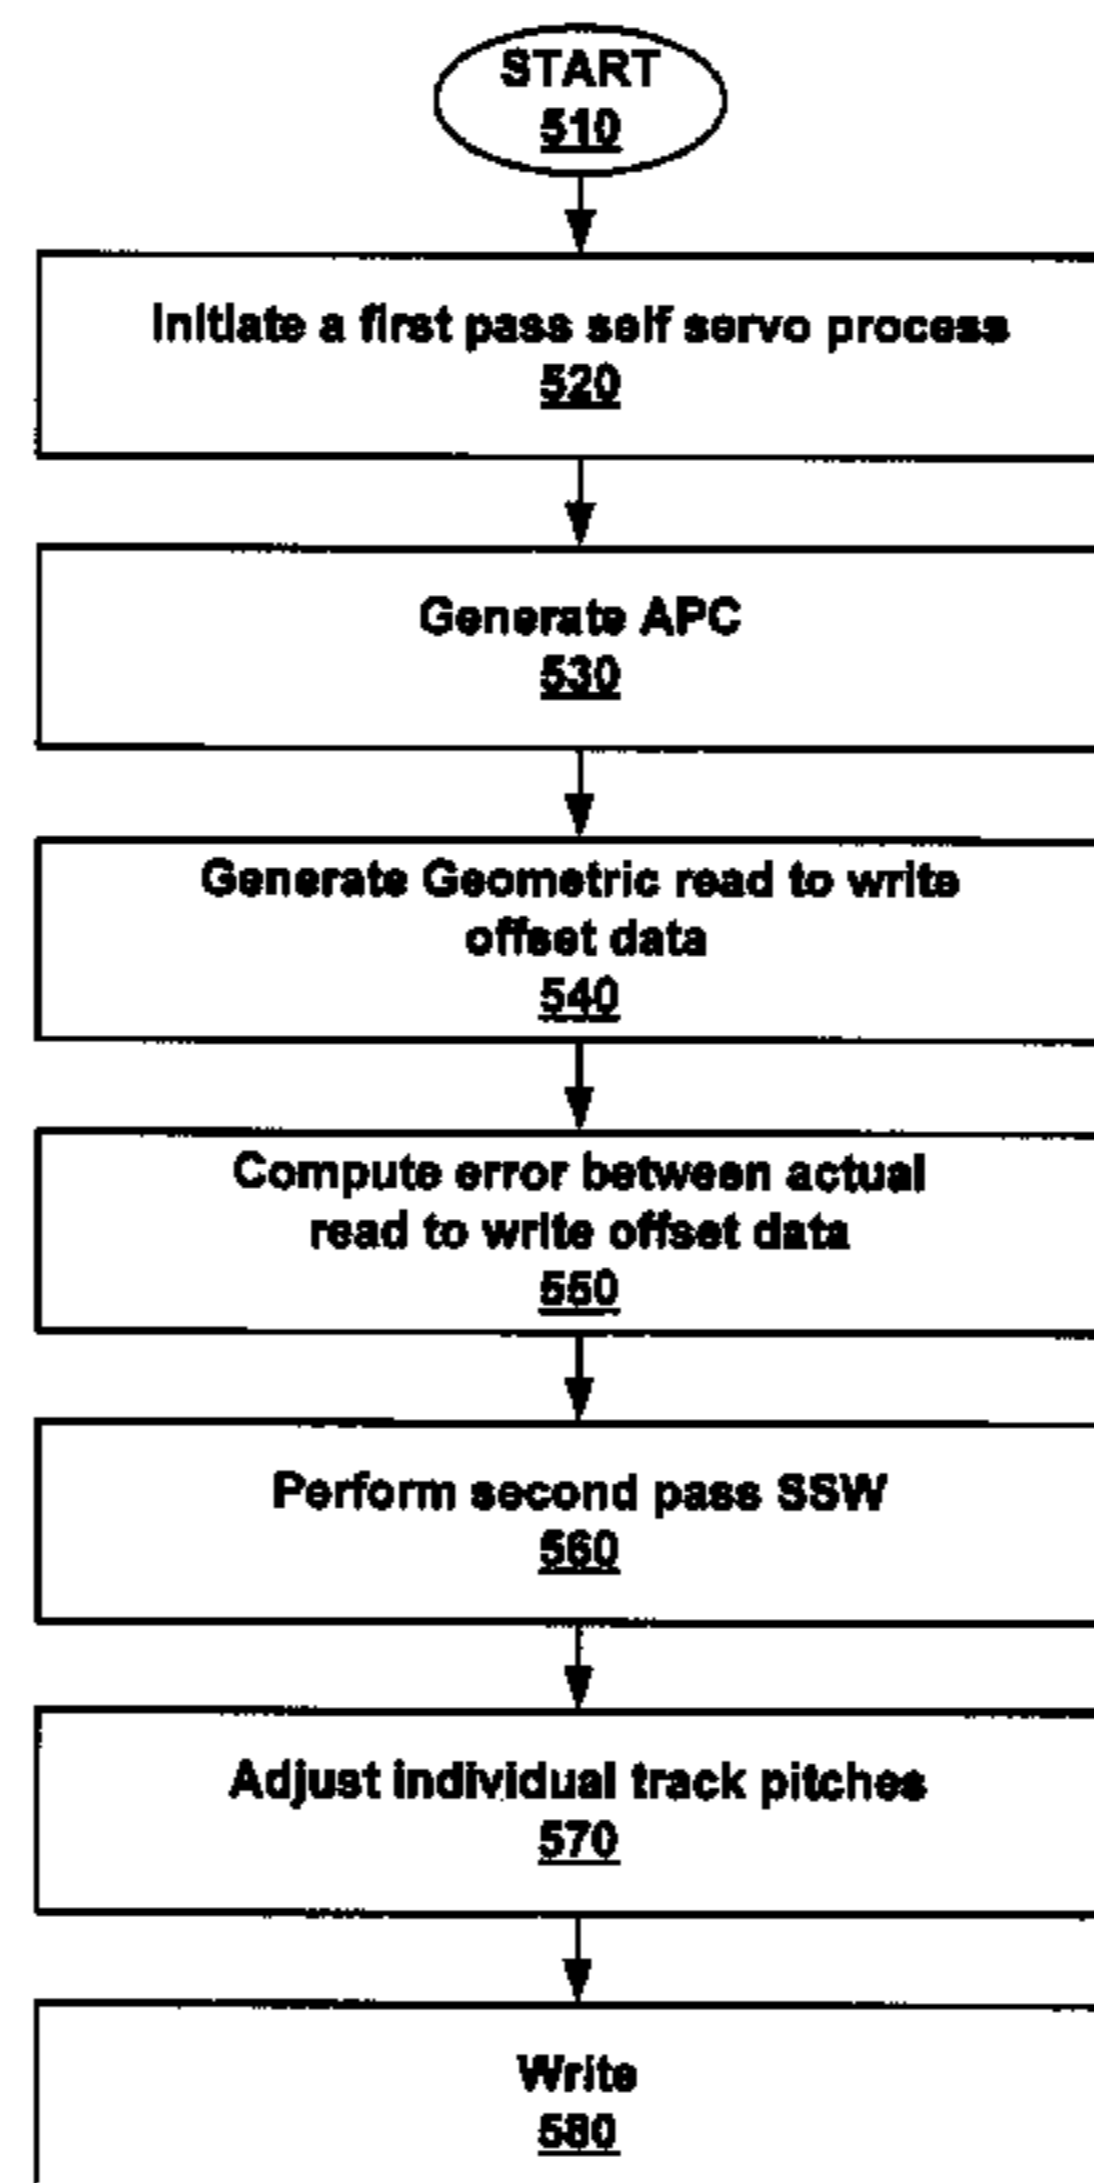 START
510
Initiate a first pass self servo process
520
Generate APC
530
Generate Geometric read to write
offset data
540
Compute error between actual
read to write offset data
550
Perform second pass SSW
560
Adjust individual track pitches
570
Write
580